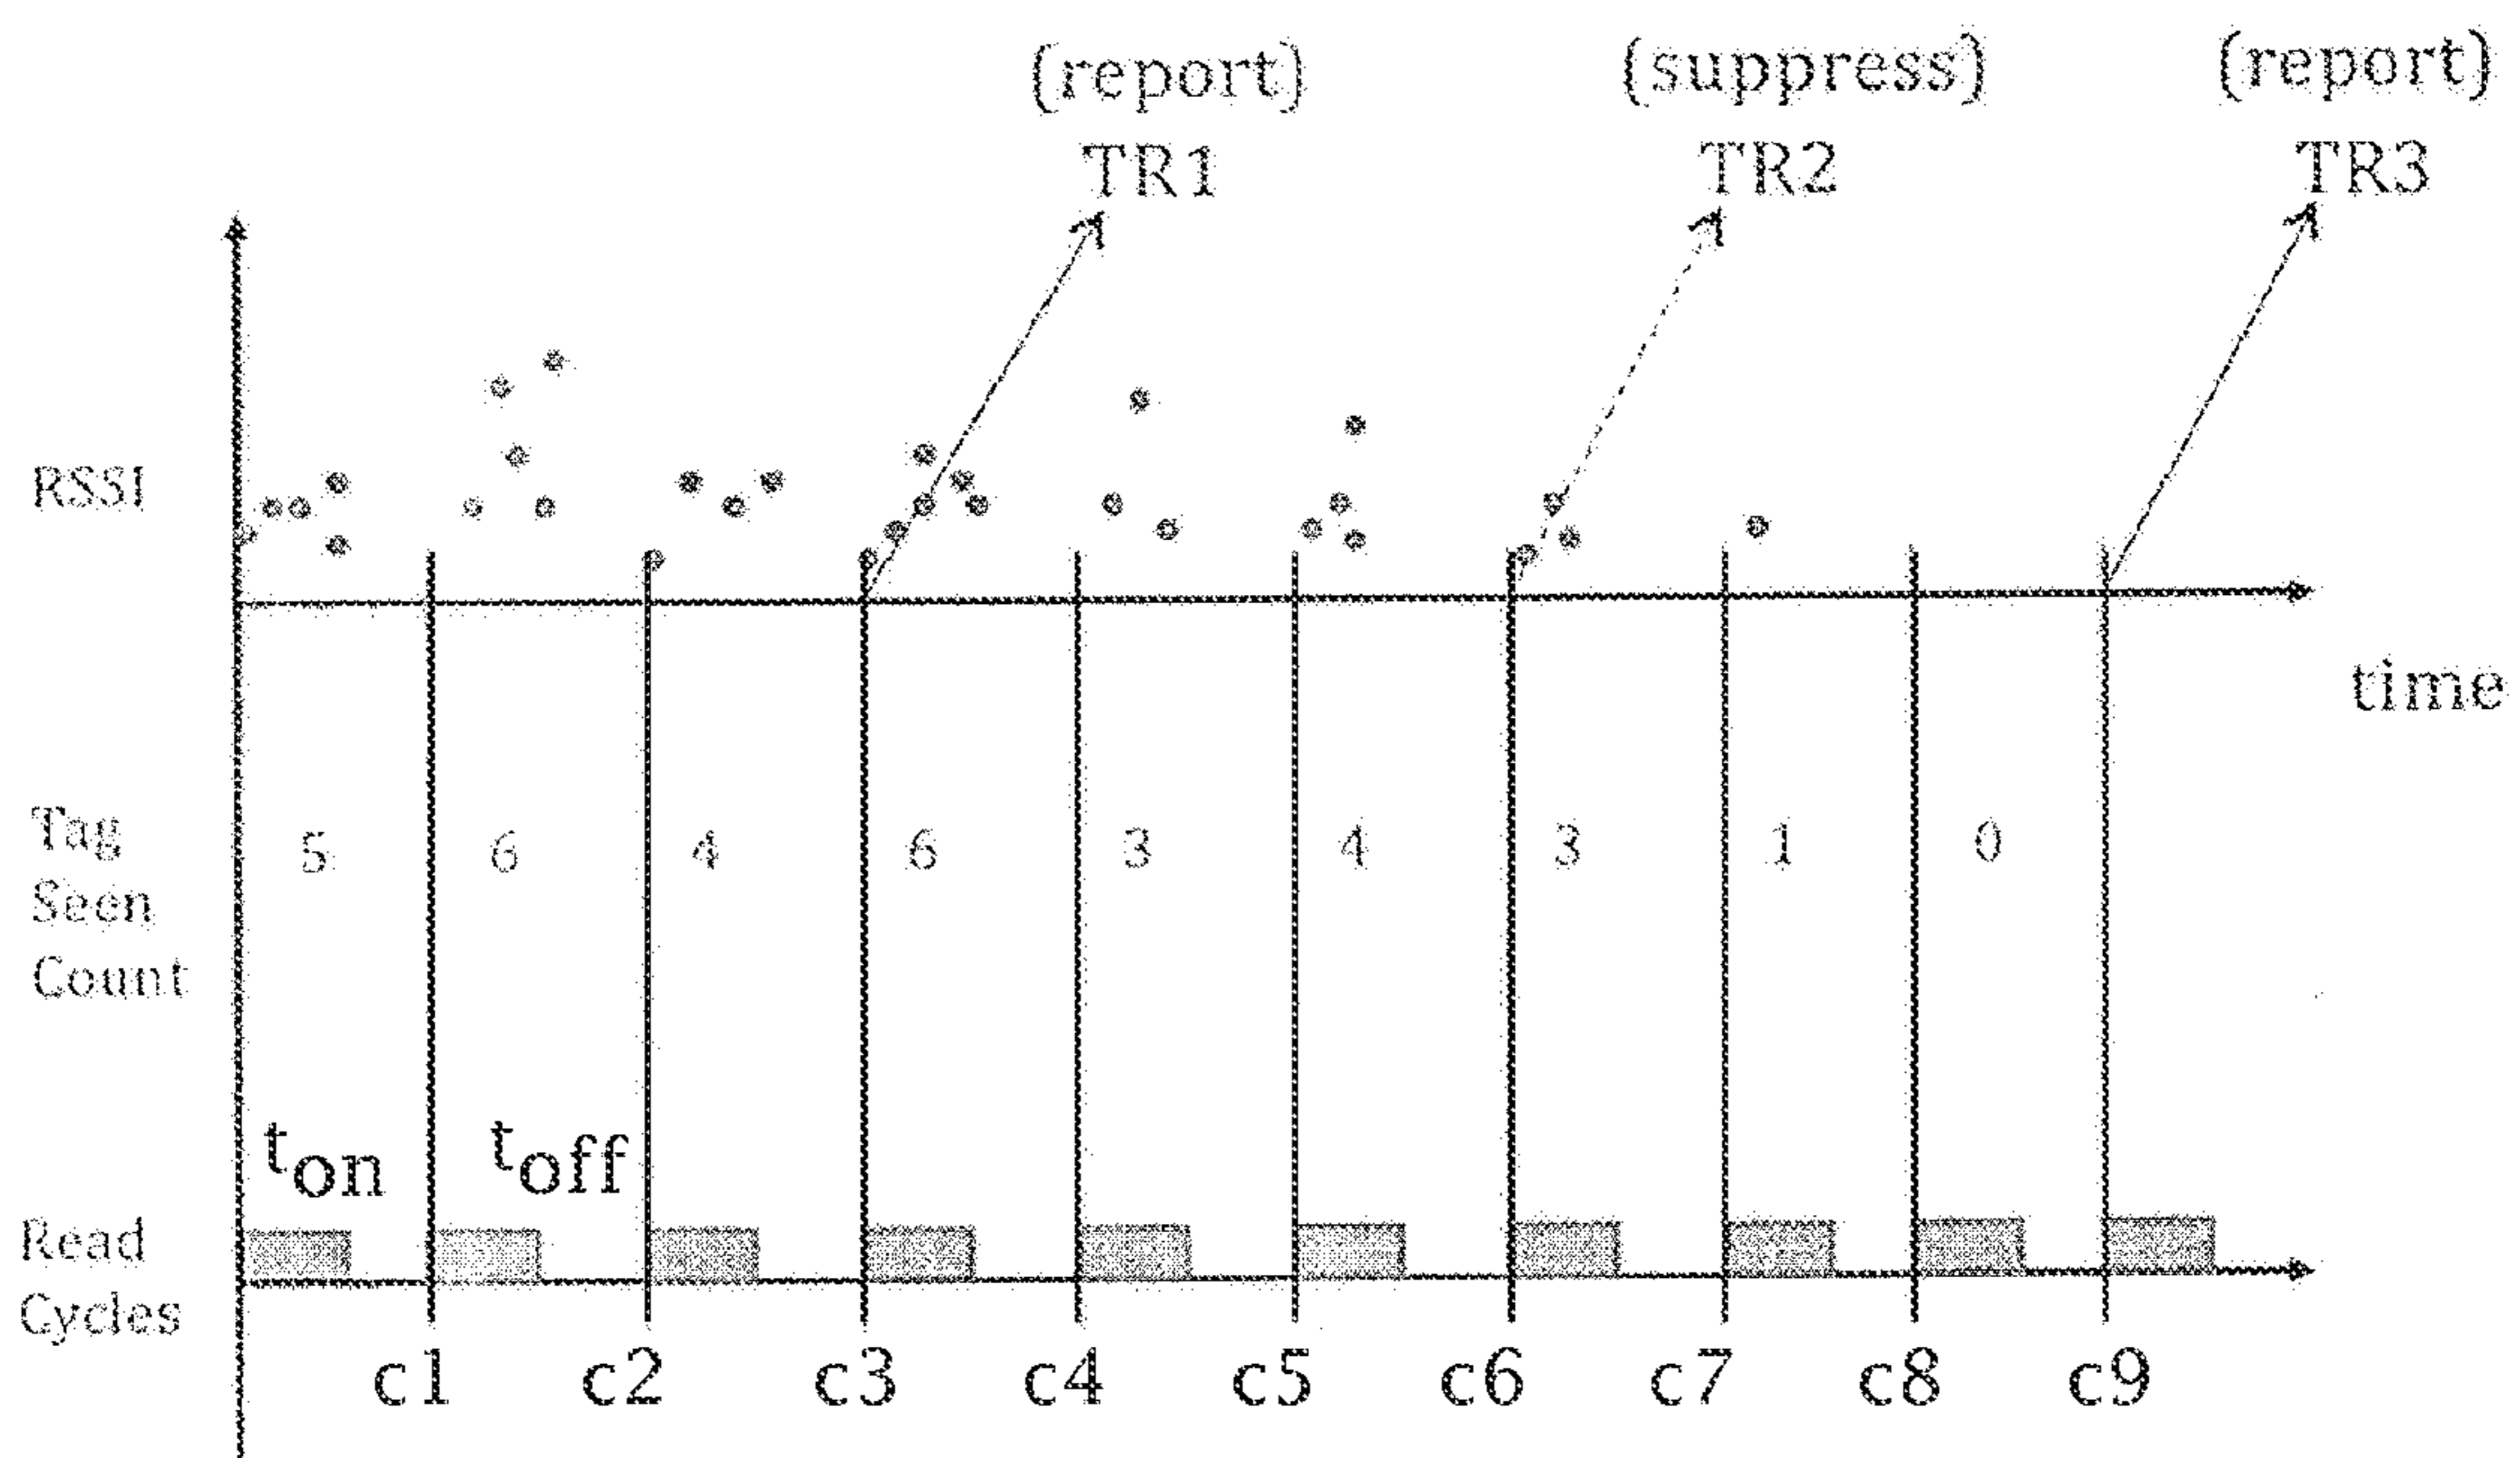 (report) (suppress) (report)
TR1 TR2 TR3
RSSI
time
Tag
Seen
Count
5 6 4 6 3 4 3 1 0
ton toff
Read
Cycles
c1 c2 c3 c4 c5 c6 c7 c8 c9